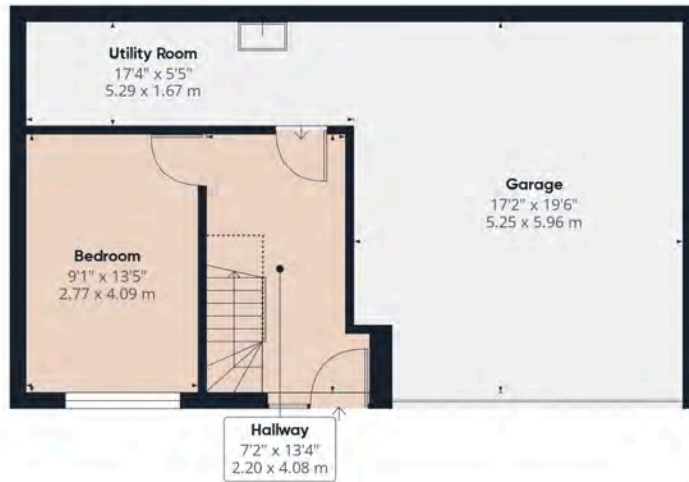 Utility Room
17'4" x 5'5"
5.29 x 1.67 m
Garage
17'2" x 19'6"
5.25 x 5.96 m
Bedroom
9'1" x 13'5"
2.77 x 4.09 m
Hallway
7'2" x 13'4"
2.20 x 4.08 m